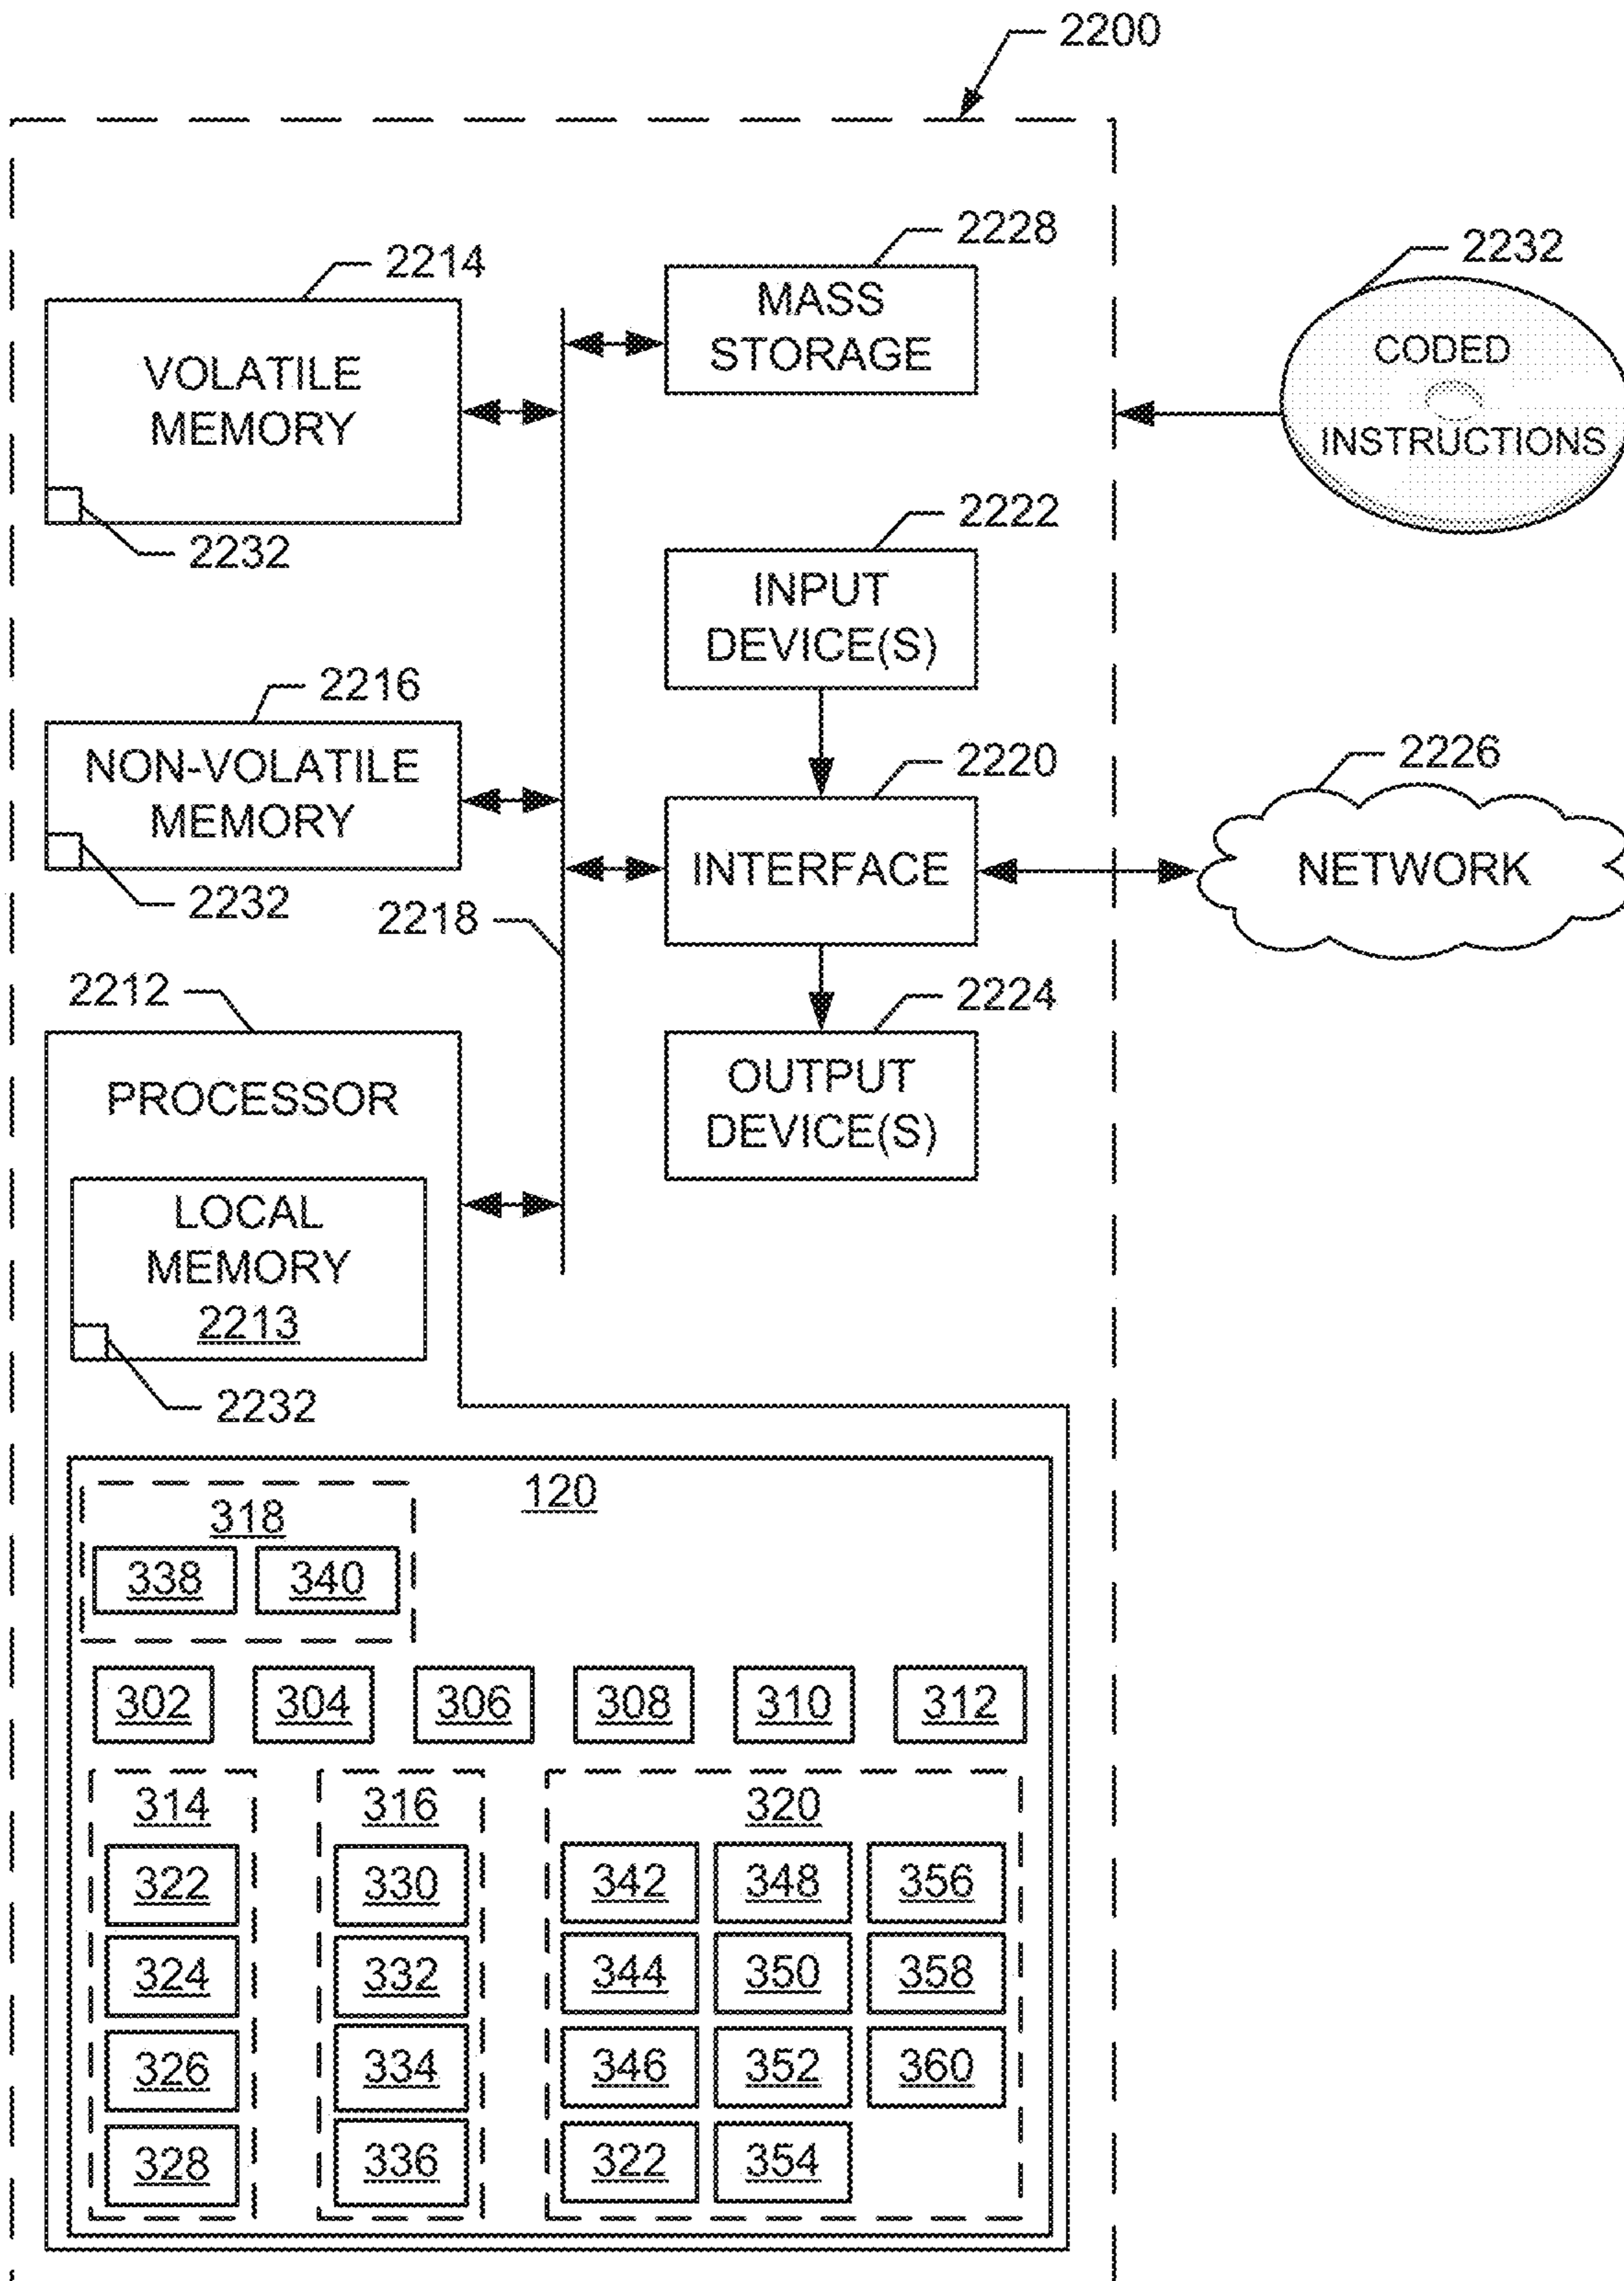 2200
2214
VOLATILE
MEMORY
2232
2228
MASS
STORAGE
2232
CODED
INSTRUCTIONS
2222
INPUT
DEVICE(S)
2216
NON-VOLATILE
MEMORY
2232
2218
2220
INTERFACE
2226
NETWORK
2212
PROCESSOR
2224
OUTPUT
DEVICE(S)
LOCAL
MEMORY
2213
2232
120
318
338 340
302 304 306 308 310 312
314 316 320
322 330 342 348 356
324 332 344 350 358
326 334 346 352 360
328 336 322 354